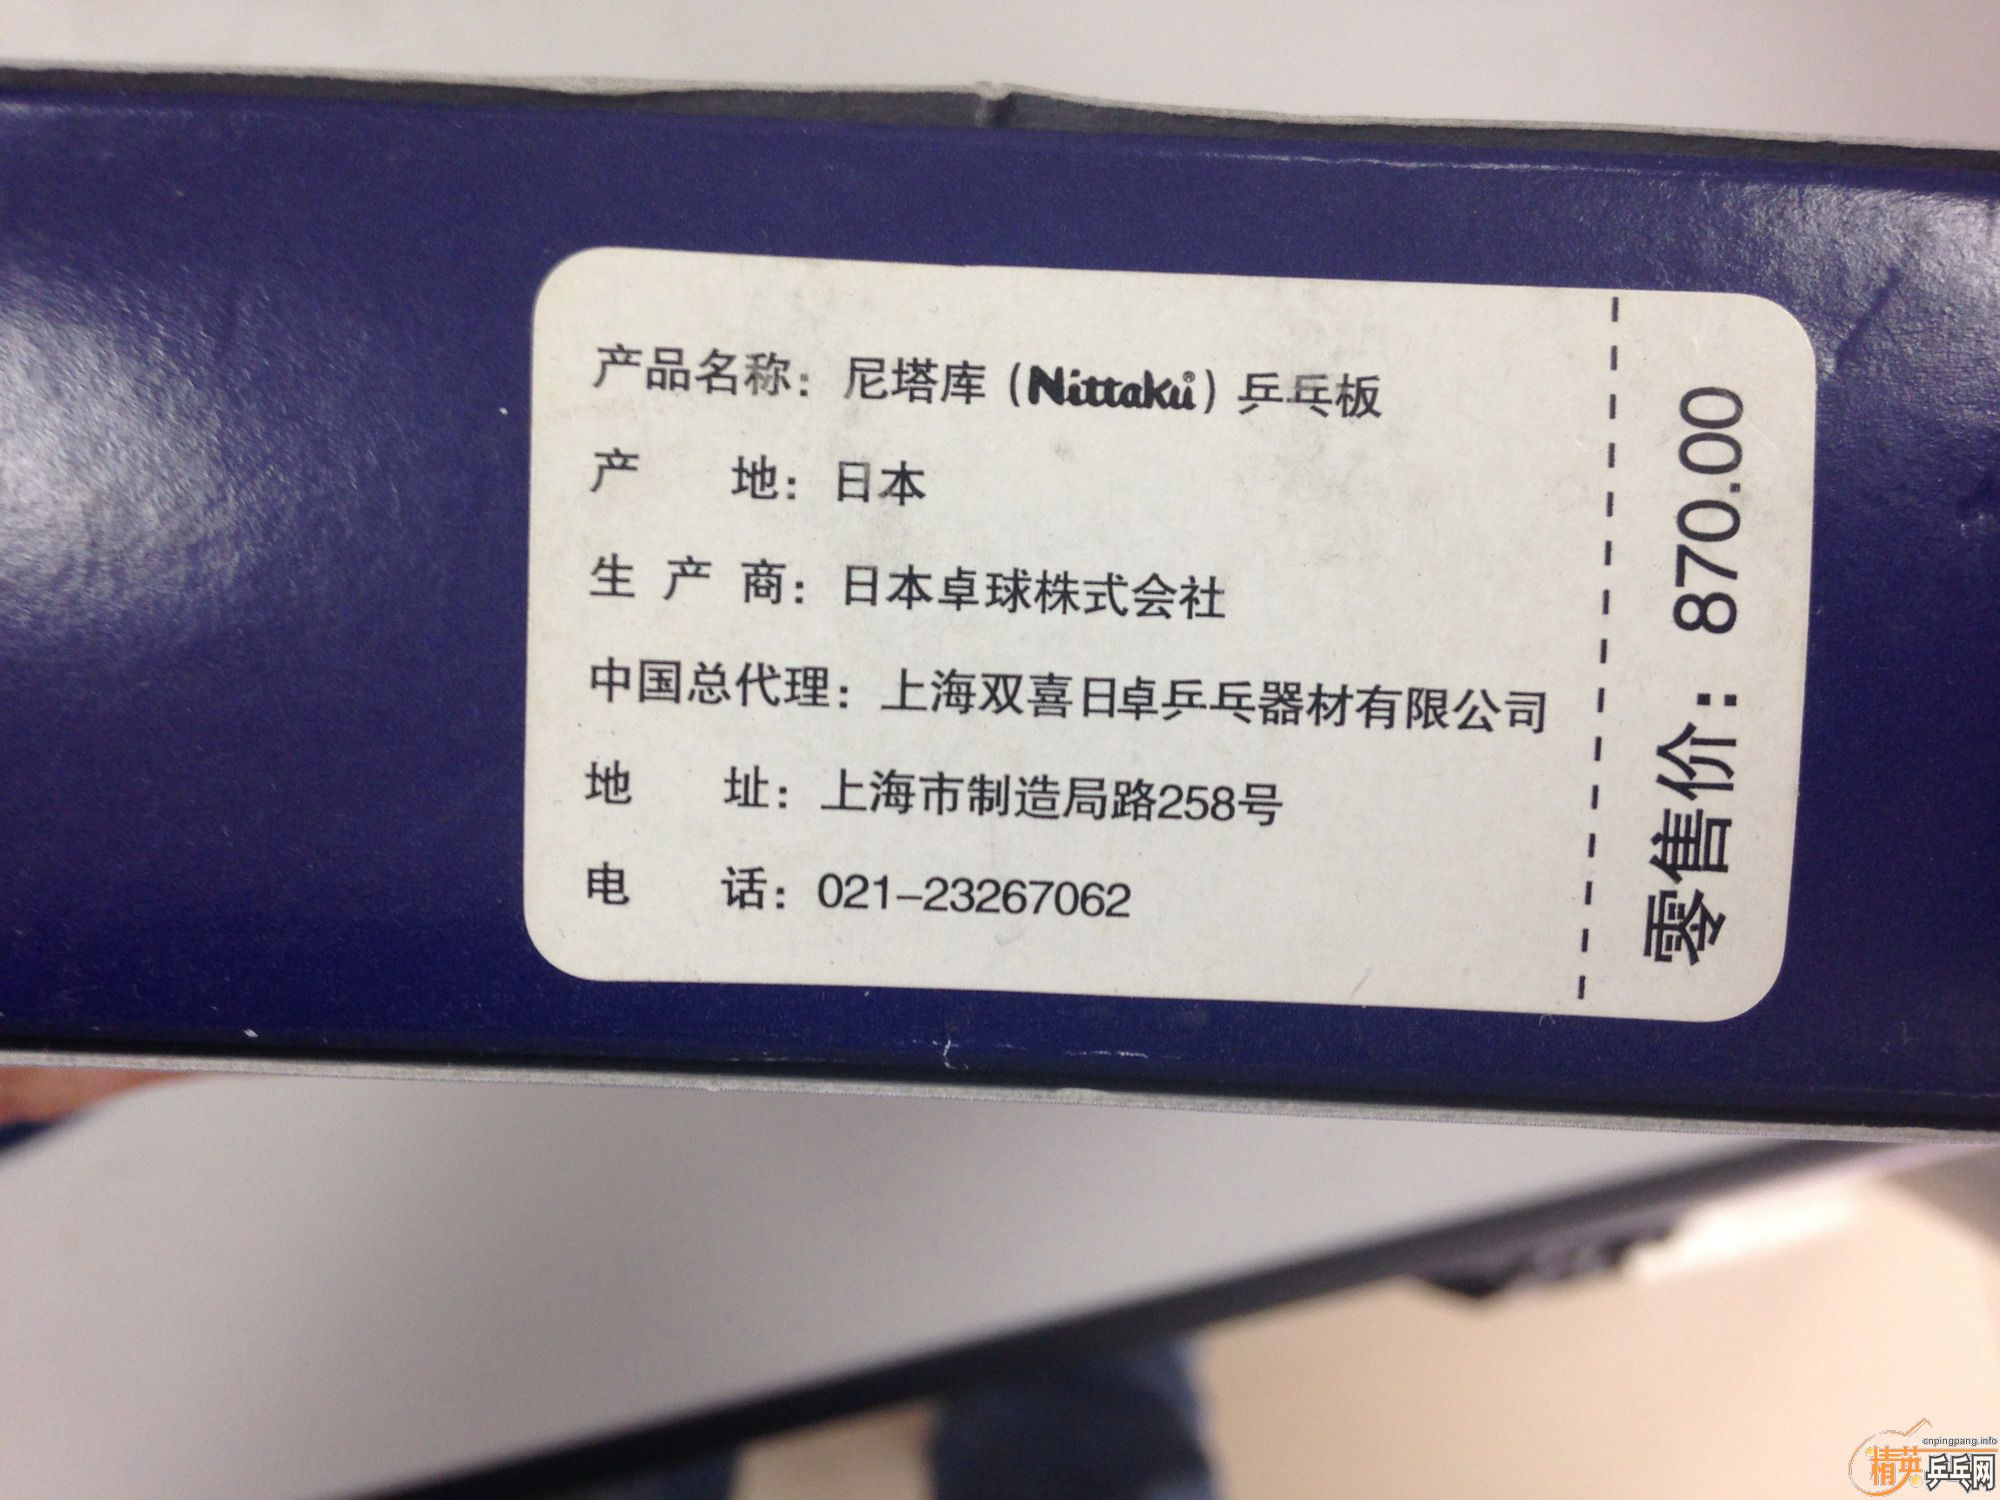 产品名称：尼塔库（Nittaku®）乒乓板
产地：日本
生产商：日本卓球株式会社
中国总代理：上海双喜日卓乒乓器材有限公司
地址：上海市制造局路258号
电话：021-23267062
零售价：870.00
cnpingpang.info
精英乒乓网